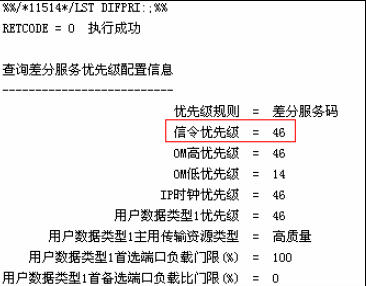 %%/*11514*/LST DIFPRI:;%%
RETCODE = 0  执行成功
查询差分服务优先级配置信息
--------------------------
优先级规则 = 差分服务码
信令优先级 = 46
OM高优先级 = 46
OM低优先级 = 14
IP时钟优先级 = 46
用户数据类型1优先级 = 46
用户数据类型1主用传输资源类型 = 高质量
用户数据类型1首选端口负载门限(%) = 100
用户数据类型1首备选端口负载比门限(%) = 0